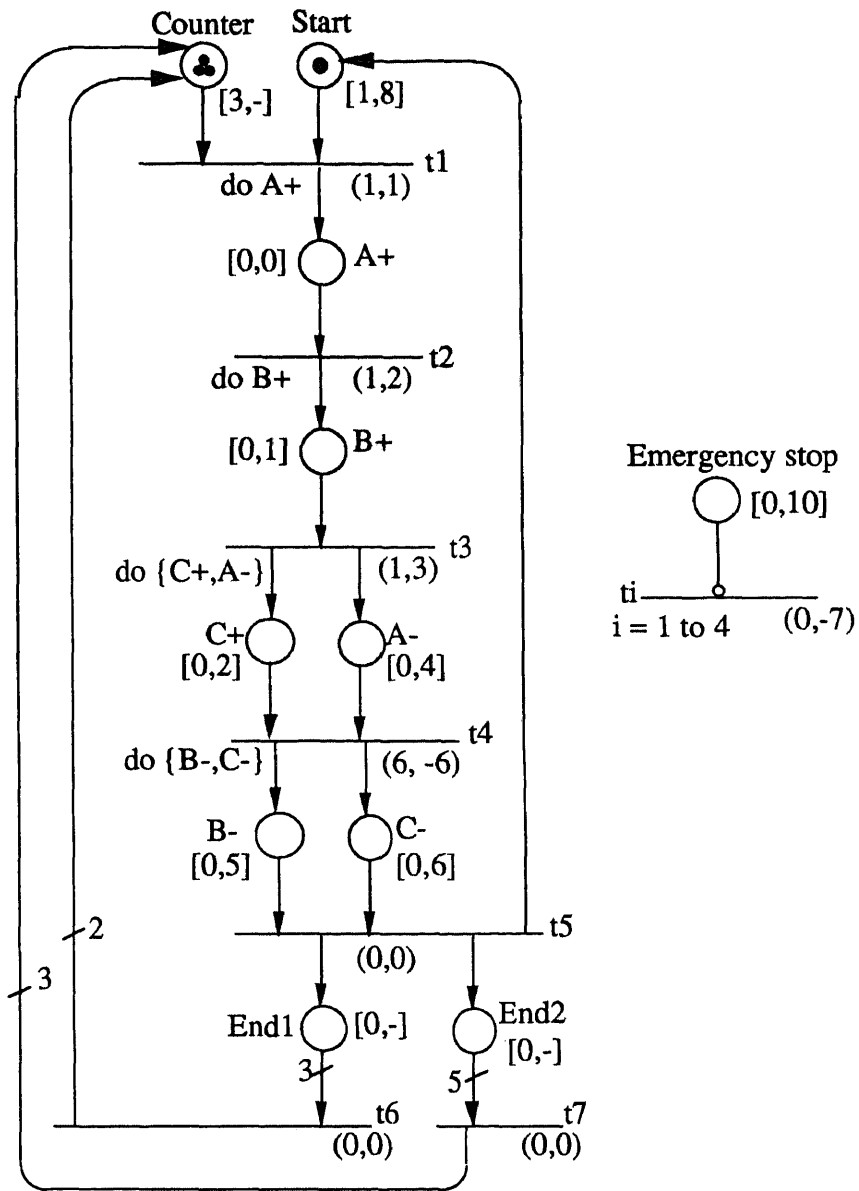 Counter Start
[3,-] [1,8]
t1
do A+ (1,1)
[0,0] A+
t2
do B+ (1,2)
[0,1] B+
Emergency stop
[0,10]
t3
do {C+,A-} (1,3)
ti
i = 1 to 4 (0,-7)
C+ A-
[0,2] [0,4]
t4
do {B-,C-} (6, -6)
B- C-
[0,5] [0,6]
2 t5
(0,0)
3
End1 [0,-] End2
[0,-]
3 5
t6 t7
(0,0) (0,0)